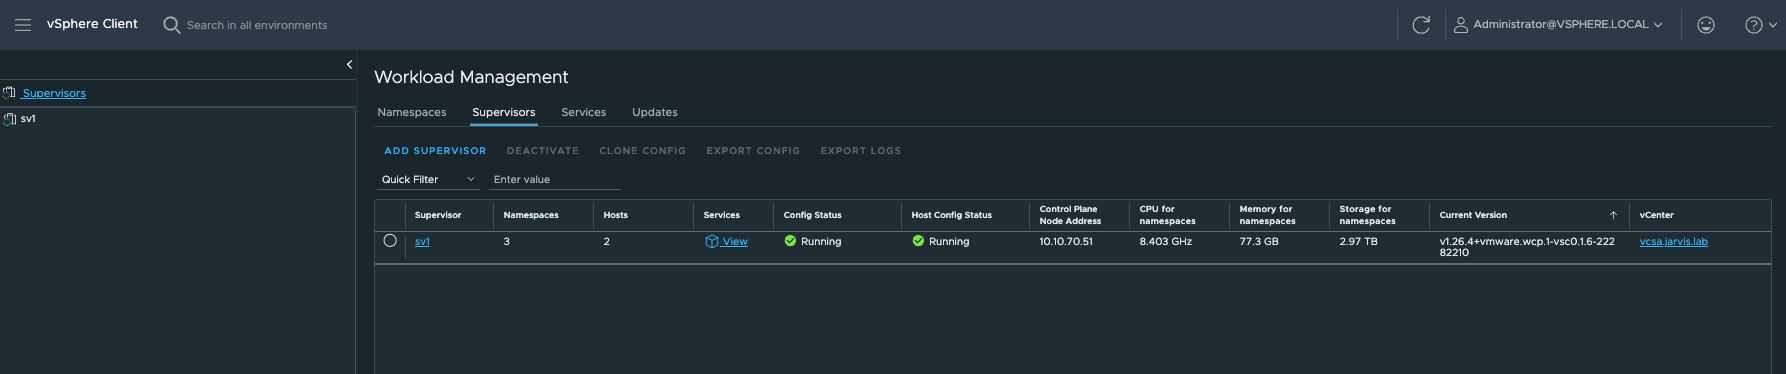 vSphere Client
Search in all environments
Administrator@VSPHERE.LOCAL
Supervisors
sv1
Workload Management
Namespaces Supervisors Services Updates
ADD SUPERVISOR DEACTIVATE CLONE CONFIG EXPORT CONFIG EXPORT LOGS
Quick Filter Enter value
Supervisor Namespaces Hosts Services Config Status Host Config Status Control Plane Node Address CPU for namespaces Memory for namespaces Storage for namespaces Current Version vCenter
sv1 3 2 View Running Running 10.10.70.51 8.403 GHz 77.3 GB 2.97 TB v1.26.4+vmware.wcp.1-vsc0.1.6-222 vcsa.jarvis.lab
82210